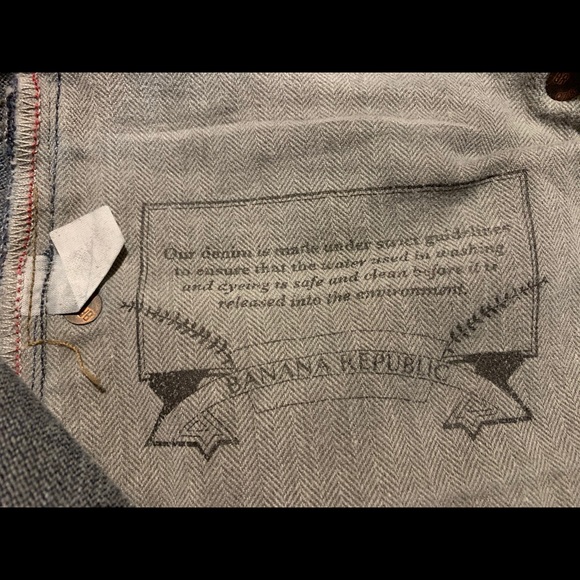 Our denim is made under strict guidelines
to ensure that the water used in washing
and dyeing is safe and clean before it is
released into the environment.
BANANA REPUBLIC